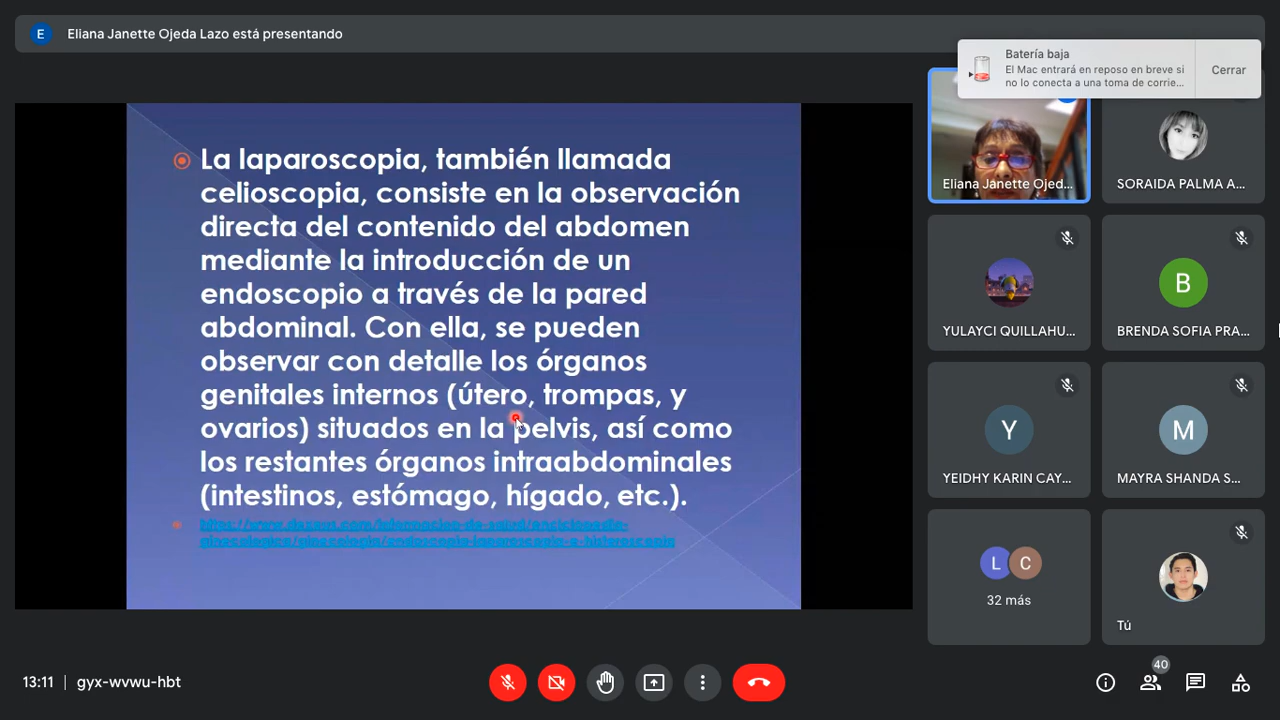 E
Eliana Janette Ojeda Lazo está presentando
Batería baja
El Mac entrará en reposo en breve si
no lo conecta a una toma de corrie...
Cerrar
La laparoscopia, también llamada
celioscopia, consiste en la observación
directa del contenido del abdomen
mediante la introducción de un
endoscopio a través de la pared
abdominal. Con ella, se pueden
observar con detalle los órganos
genitales internos (útero, trompas, y
ovarios) situados en la pelvis, así como
los restantes órganos intraabdominales
(intestinos, estómago, hígado, etc.).
Eliana Janette Ojed...
SORAIDA PALMA A...
YULAYCI QUILLAHU...
B
BRENDA SOFIA PRA...
Y
YEIDHY KARIN CAY...
M
MAYRA SHANDA S...
L C
32 más
Tú
13:11 | gyx-wvwu-hbt
40